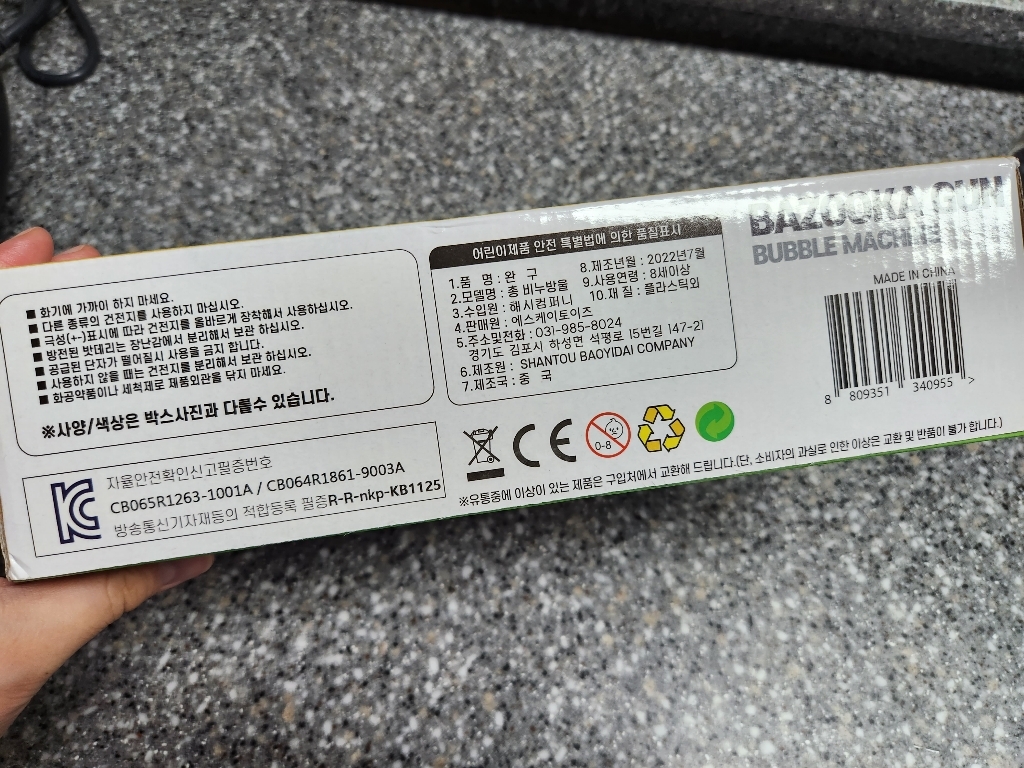 ■ 화기에 가까이 하지 마세요.
■ 다른 종류의 건전지를 사용하지 마십시오.
■ 극성(+-)표시에 따라 건전지를 올바르게 장착해서 사용하십시오.
■ 방전된 밧데리는 장난감에서 분리해서 보관 하십시오.
■ 공급된 단자가 떨어질시 사용을 금지 합니다.
■ 사용하지 않을 때는 건전지를 분리해서 보관 하십시오.
■ 화공약품이나 세척제로 제품외관을 닦지 마세요.
※사양/색상은 박스사진과 다를수 있습니다.
자율안전확인신고필증번호
CB065R1263-1001A / CB064R1861-9003A
방송통신기자재등의 적합등록 필증R-R-nkp-KB1125
어린이제품 안전 특별법에 의한 품질표시
1.품 명 : 완 구 8.제조년월 : 2022년7월
2.모델명 : 총 비누방울 9.사용연령 : 8세이상
3.수입원 : 해시컴퍼니 10.재 질 : 플라스틱외
4.판매원 : 에스케이토이즈
5.주소및전화 : 031-985-8024
경기도 김포시 하성면 석평로 15번길 147-21
6.제조원 : SHANTOU BAOYIDAI COMPANY
7.제조국 : 중 국
CE
0-8
※유통중에 이상이 있는 제품은 구입처에서 교환해 드립니다.(단, 소비자의 과실로 인한 이상은 교환 및 반품이 불가 합니다.)
BAZOOKA GUN
BUBBLE MACHINE
MADE IN CHINA
8 809351 340955 >